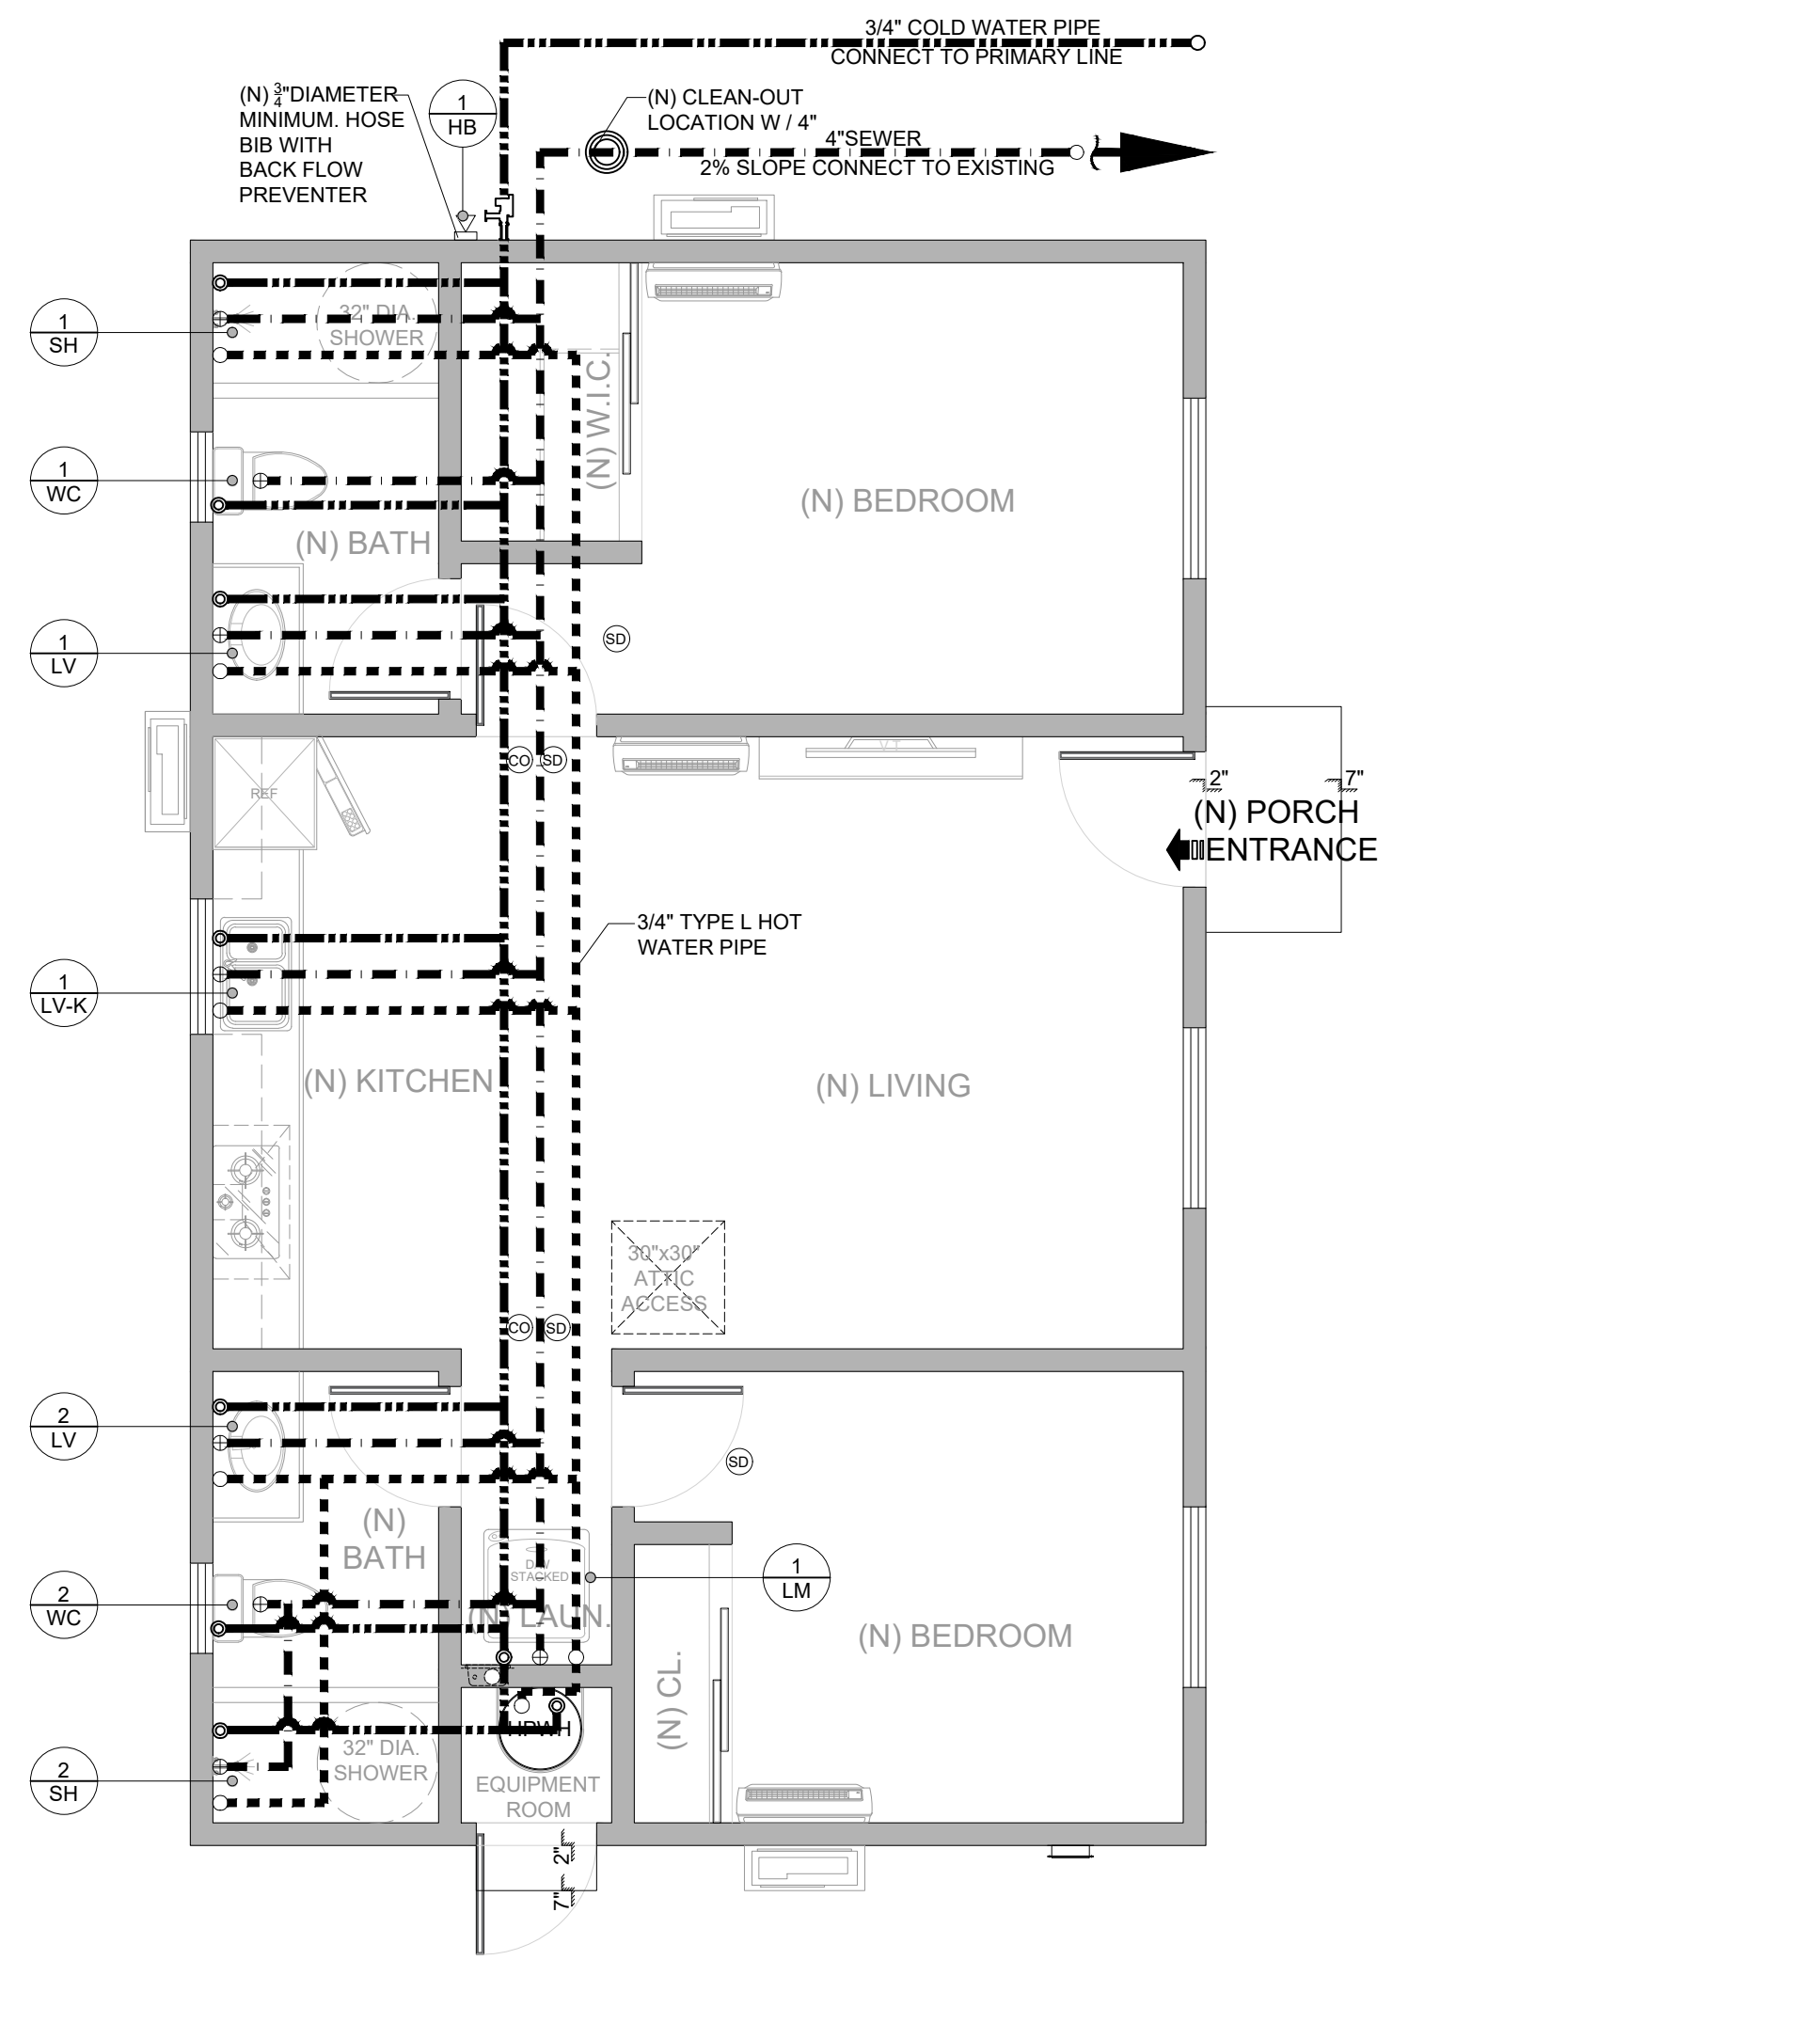 3/4" COLD WATER PIPE
CONNECT TO PRIMARY LINE
(N) 3/4"DIAMETER
MINIMUM. HOSE
BIB WITH
BACK FLOW
PREVENTER
1
HB
(N) CLEAN-OUT
LOCATION W / 4"
4"SEWER
2% SLOPE CONNECT TO EXISTING
1
SH
32" DIA.
SHOWER
(N) W.I.C.
1
WC
(N) BEDROOM
(N) BATH
1
LV
SD
CO
SD
REF
2"
7"
(N) PORCH
ENTRANCE
3/4" TYPE L HOT
WATER PIPE
1
LV-K
(N) KITCHEN
(N) LIVING
30"x30"
ATTIC
ACCESS
CO
SD
2
LV
SD
(N)
BATH
D/W
STACKED
1
LM
2
WC
(N) LAUN.
(N) BEDROOM
(N) CL.
HPWH
32" DIA.
SHOWER
2
SH
EQUIPMENT
ROOM
2"
7"